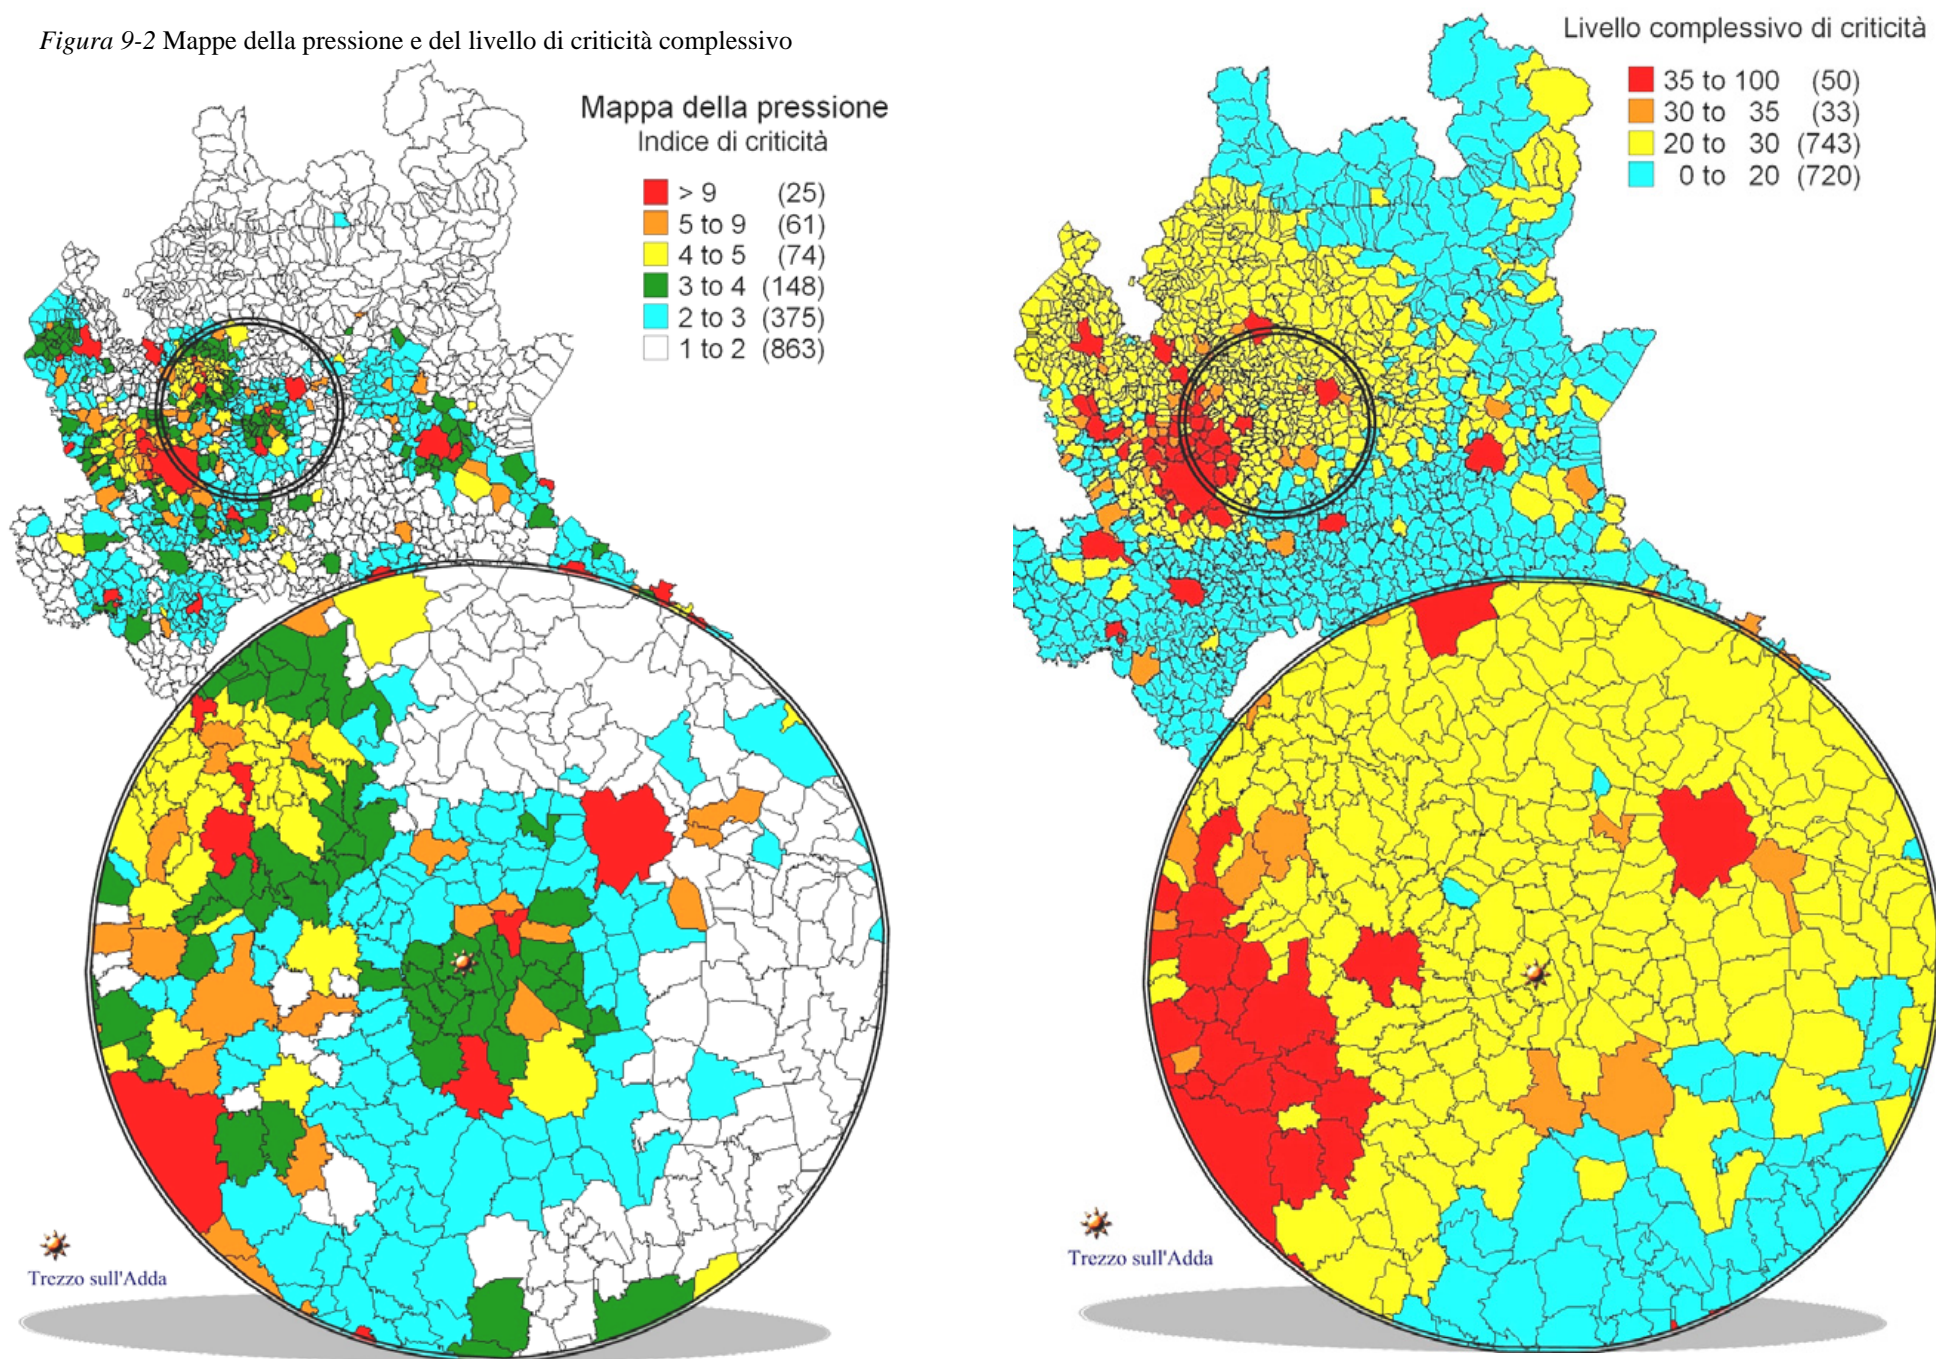 Figura 9-2 Mappe della pressione e del livello di criticità complessivo
Mappa della pressione
Indice di criticità
> 9 (25)
5 to 9 (61)
4 to 5 (74)
3 to 4 (148)
2 to 3 (375)
1 to 2 (863)
Trezzo sull'Adda
Livello complessivo di criticità
35 to 100 (50)
30 to 35 (33)
20 to 30 (743)
0 to 20 (720)
Trezzo sull'Adda